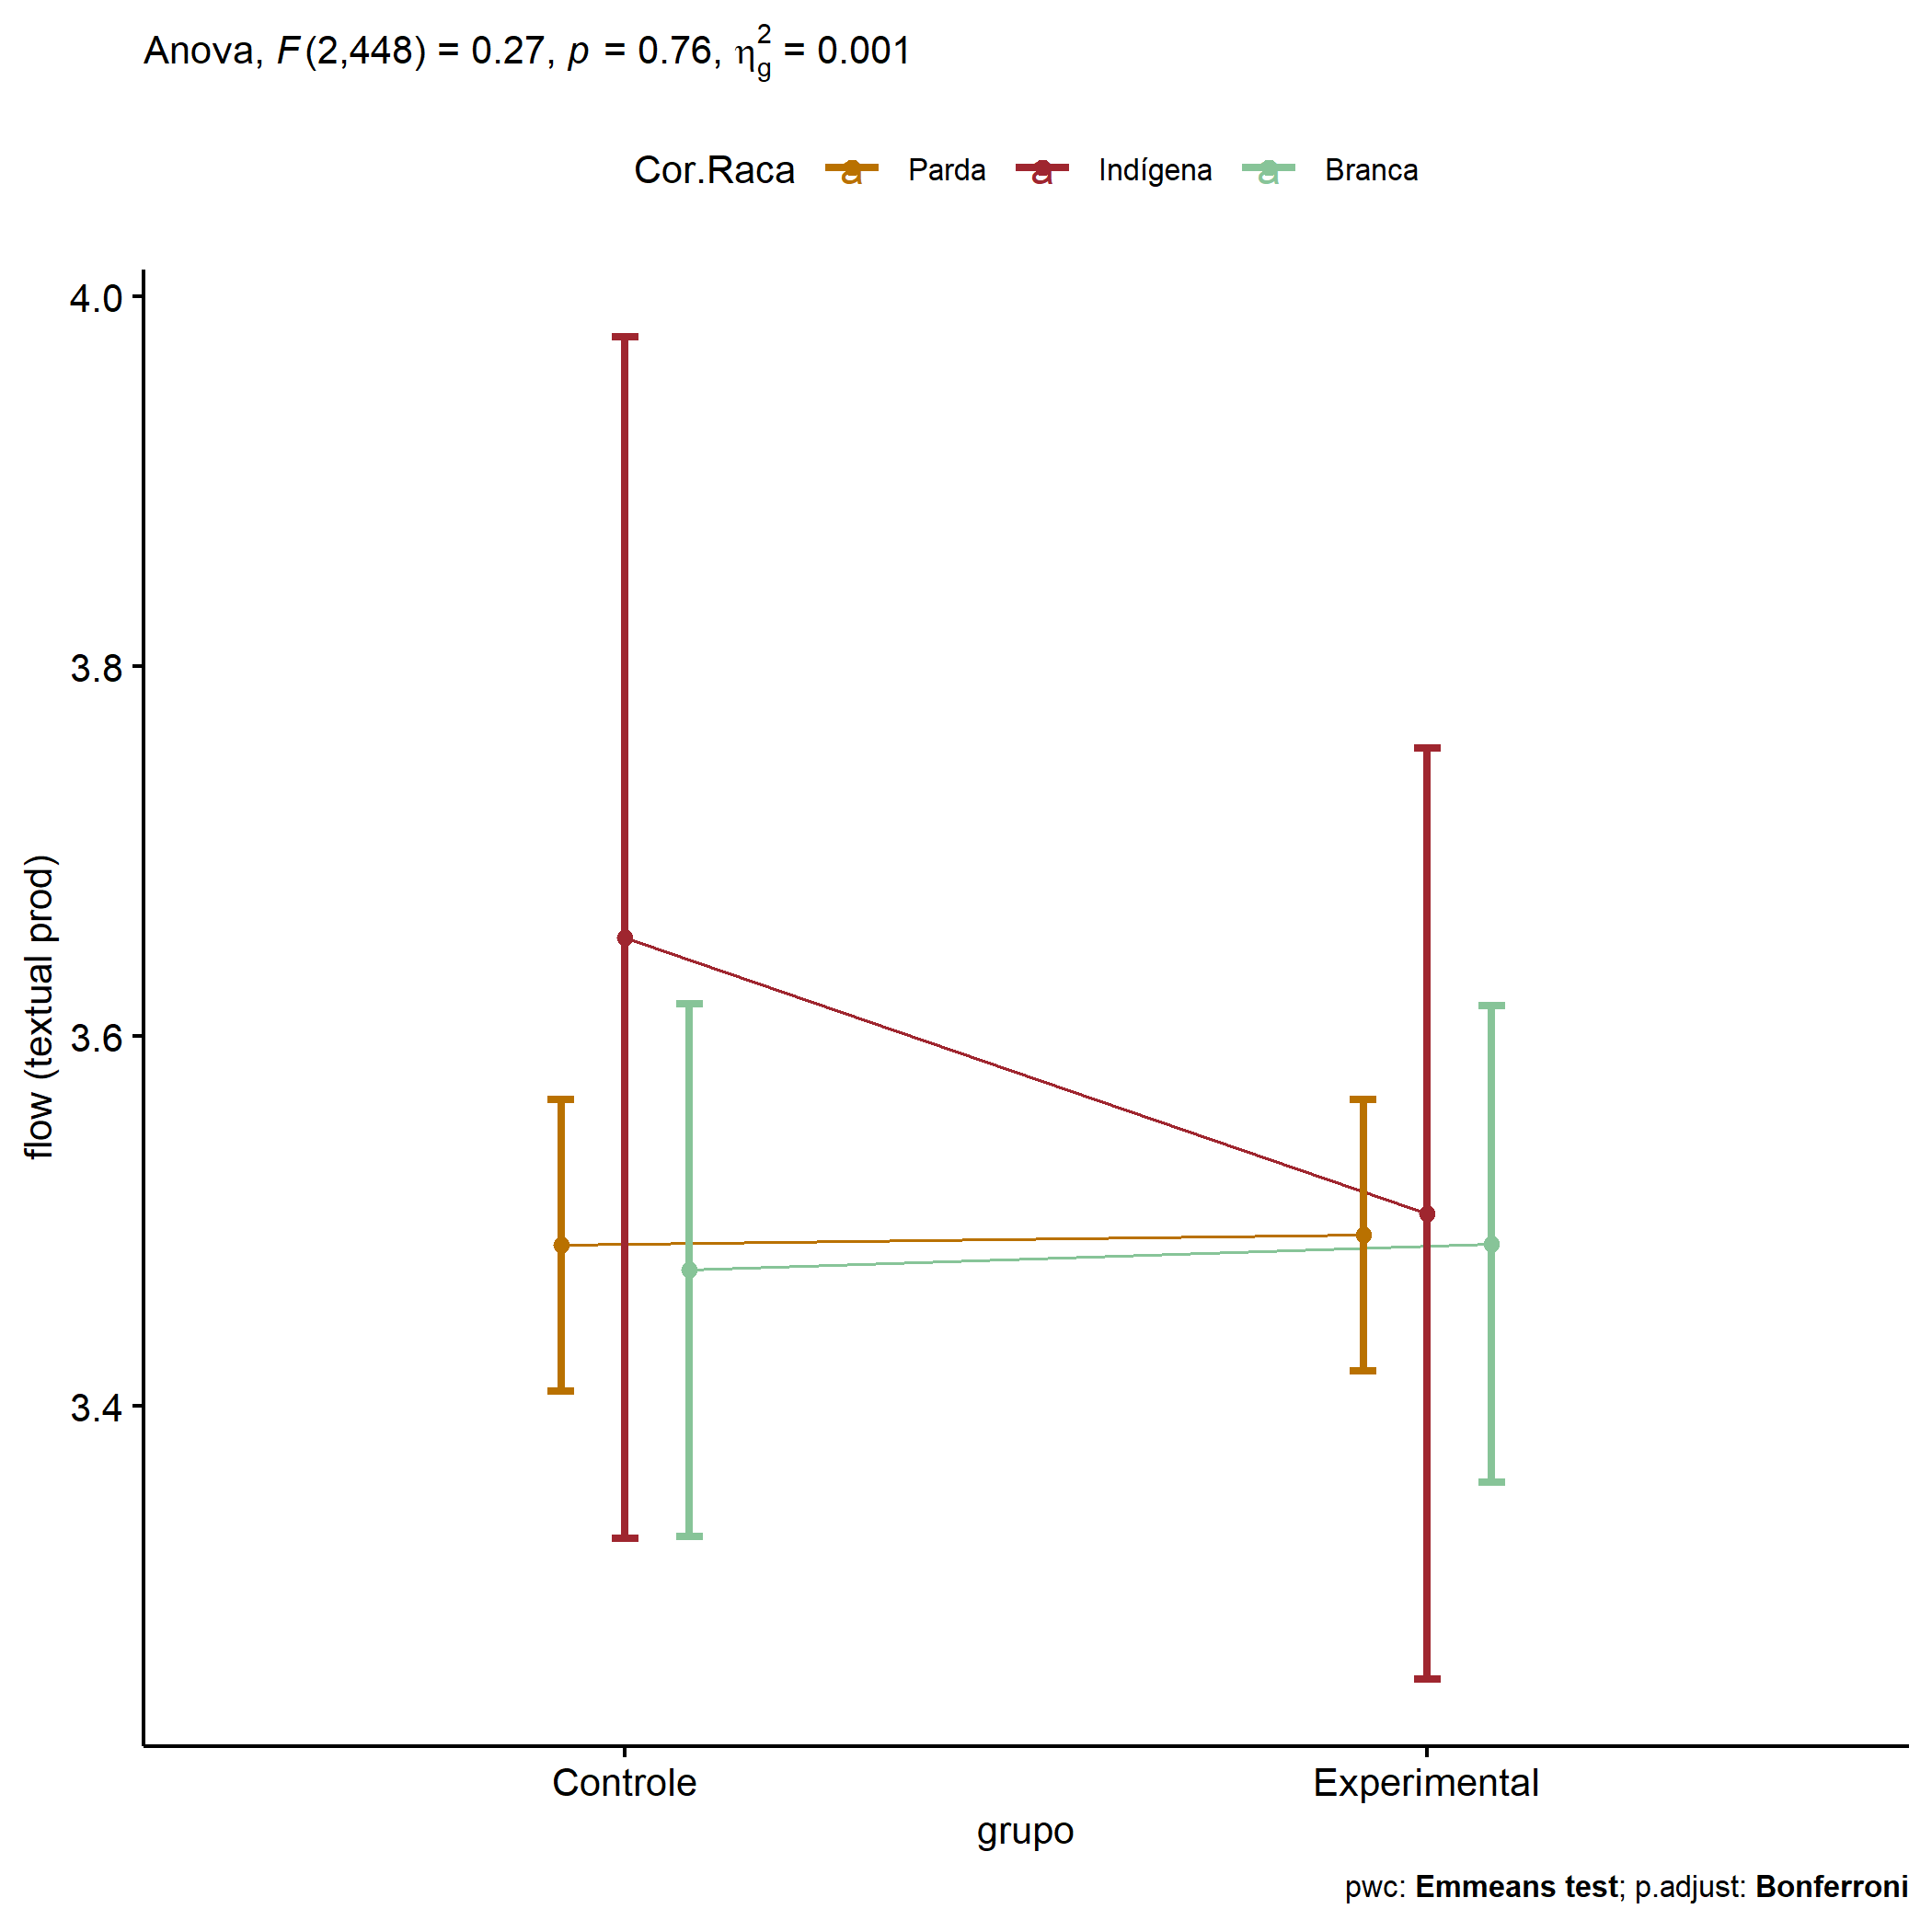 Anova, F(2,448) = 0.27, p = 0.76, η²g = 0.001
Cor.Raca a Parda a Indígena a Branca
4.0
3.8
3.6
3.4
flow (textual prod)
Controle Experimental
grupo
pwc: Emmeans test; p.adjust: Bonferroni